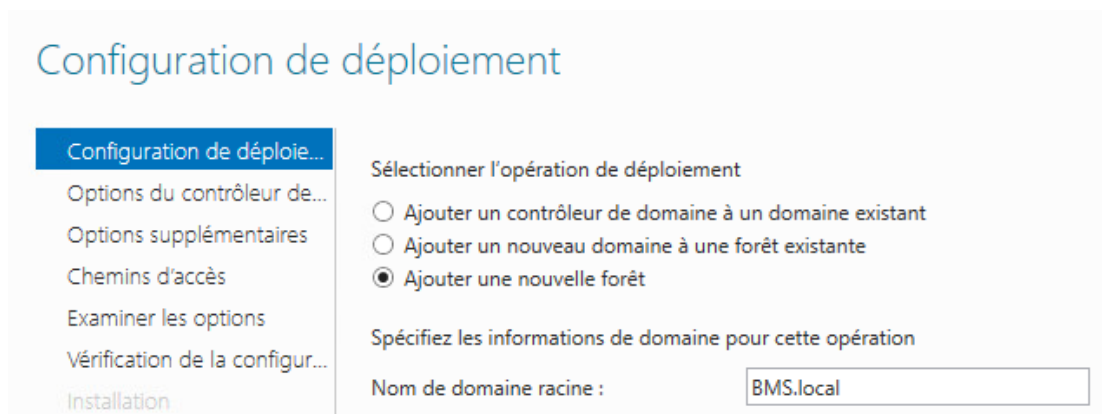 Configuration de déploiement
Configuration de déploie...
Options du contrôleur de...
Options supplémentaires
Chemins d'accès
Examiner les options
Vérification de la configur...
Installation
Sélectionner l'opération de déploiement
Ajouter un contrôleur de domaine à un domaine existant
Ajouter un nouveau domaine à une forêt existante
Ajouter une nouvelle forêt
Spécifiez les informations de domaine pour cette opération
Nom de domaine racine : BMS.local